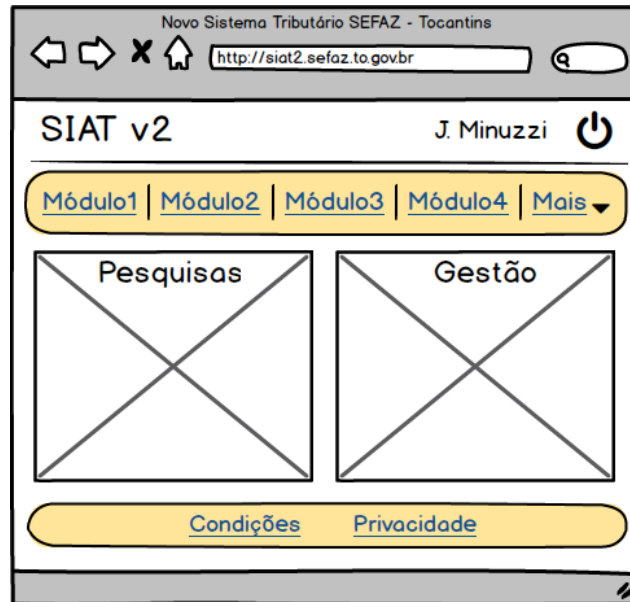 Novo Sistema Tributário SEFAZ - Tocantins
http://siat2.sefaz.to.gov.br
SIAT v2 J. Minuzzi
Módulo1 | Módulo2 | Módulo3 | Módulo4 | Mais
Pesquisas Gestão
Condições Privacidade